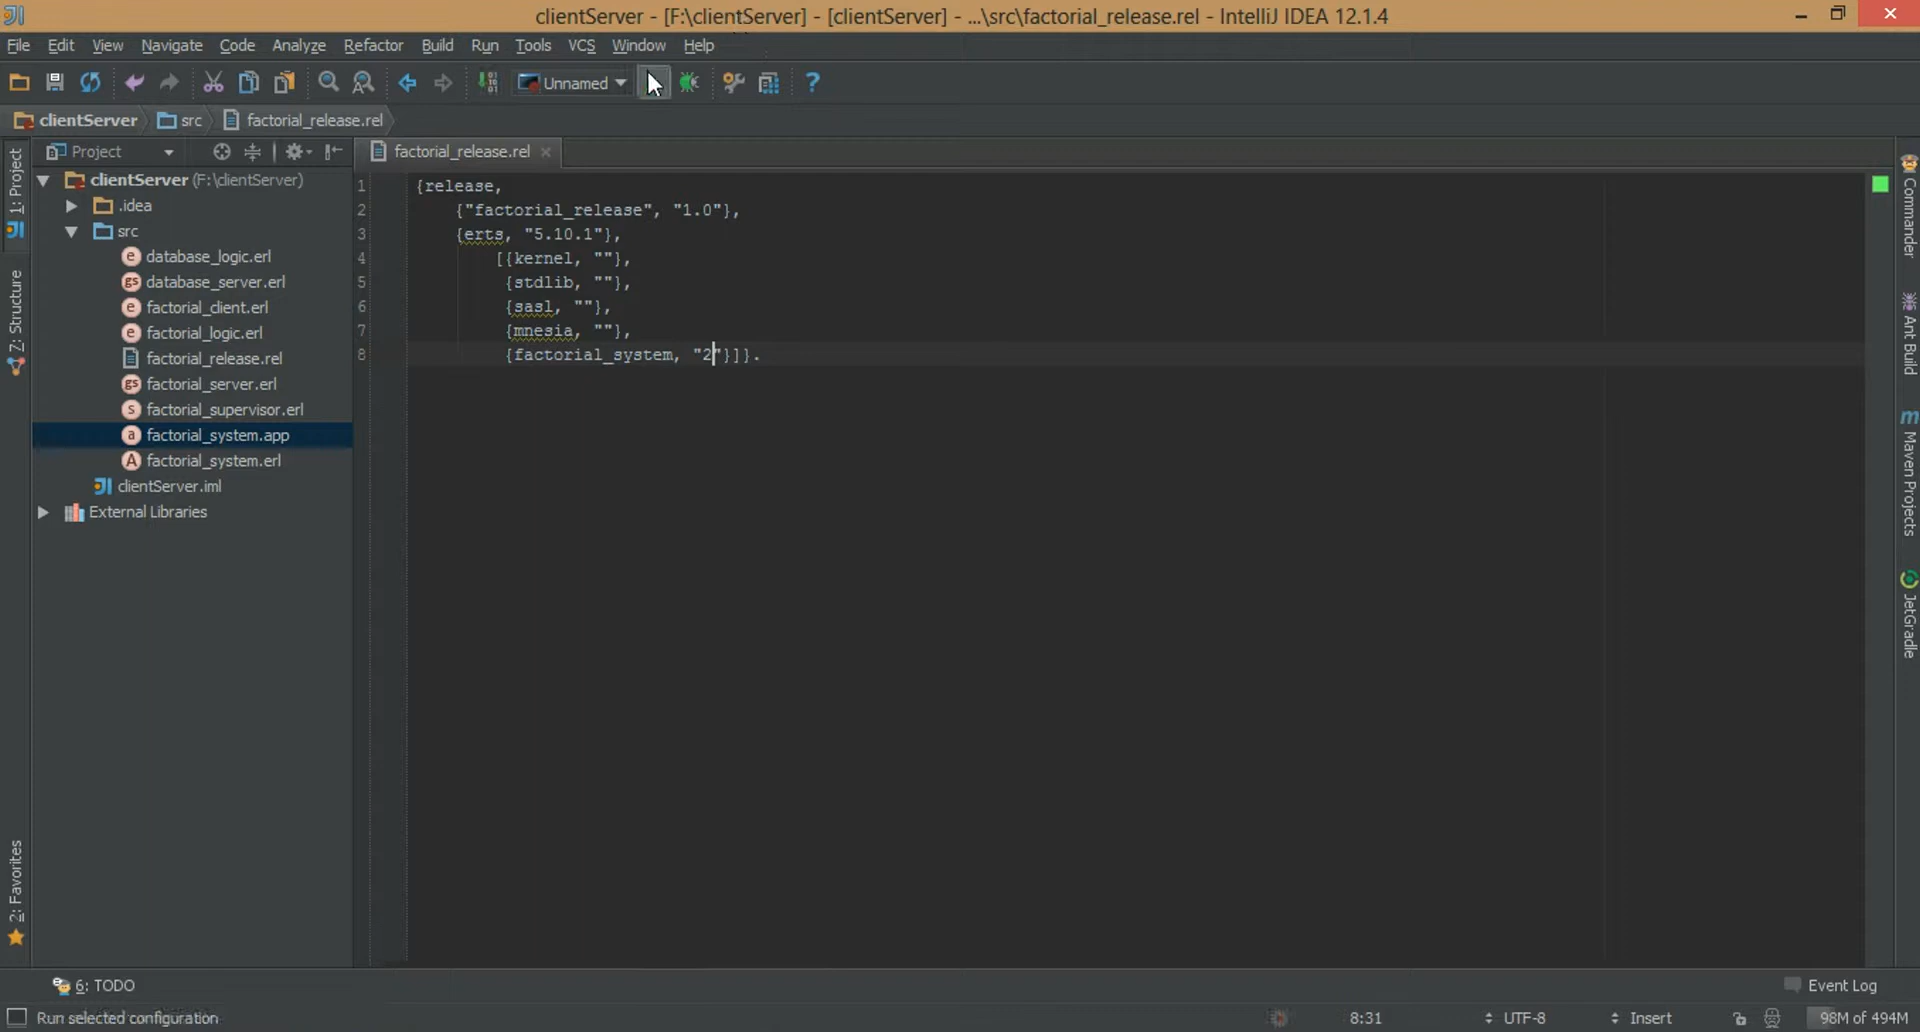 clientServer - [F:\clientServer] - [clientServer] - ...\src\factorial_release.rel - IntelliJ IDEA 12.1.4
File Edit View Navigate Code Analyze Refactor Build Run Tools VCS Window Help
Unnamed
clientServer src factorial_release.rel
1: Project
7: Structure
2: Favorites
Project
clientServer (F:\clientServer)
.idea
src
database_logic.erl
database_server.erl
factorial_client.erl
factorial_logic.erl
factorial_release.rel
factorial_server.erl
factorial_supervisor.erl
factorial_system.app
factorial_system.erl
clientServer.iml
External Libraries
factorial_release.rel
1 {release,
2 {"factorial_release", "1.0"},
3 {erts, "5.10.1"},
4 [{kernel, ""},
5 {stdlib, ""},
6 {sasl, ""},
7 {mnesia, ""},
8 {factorial_system, "2"}]}.
Commander
Ant Build
Maven Projects
JetGradle
6: TODO
Event Log
Run selected configuration
8:31
UTF-8
Insert
98M of 494M